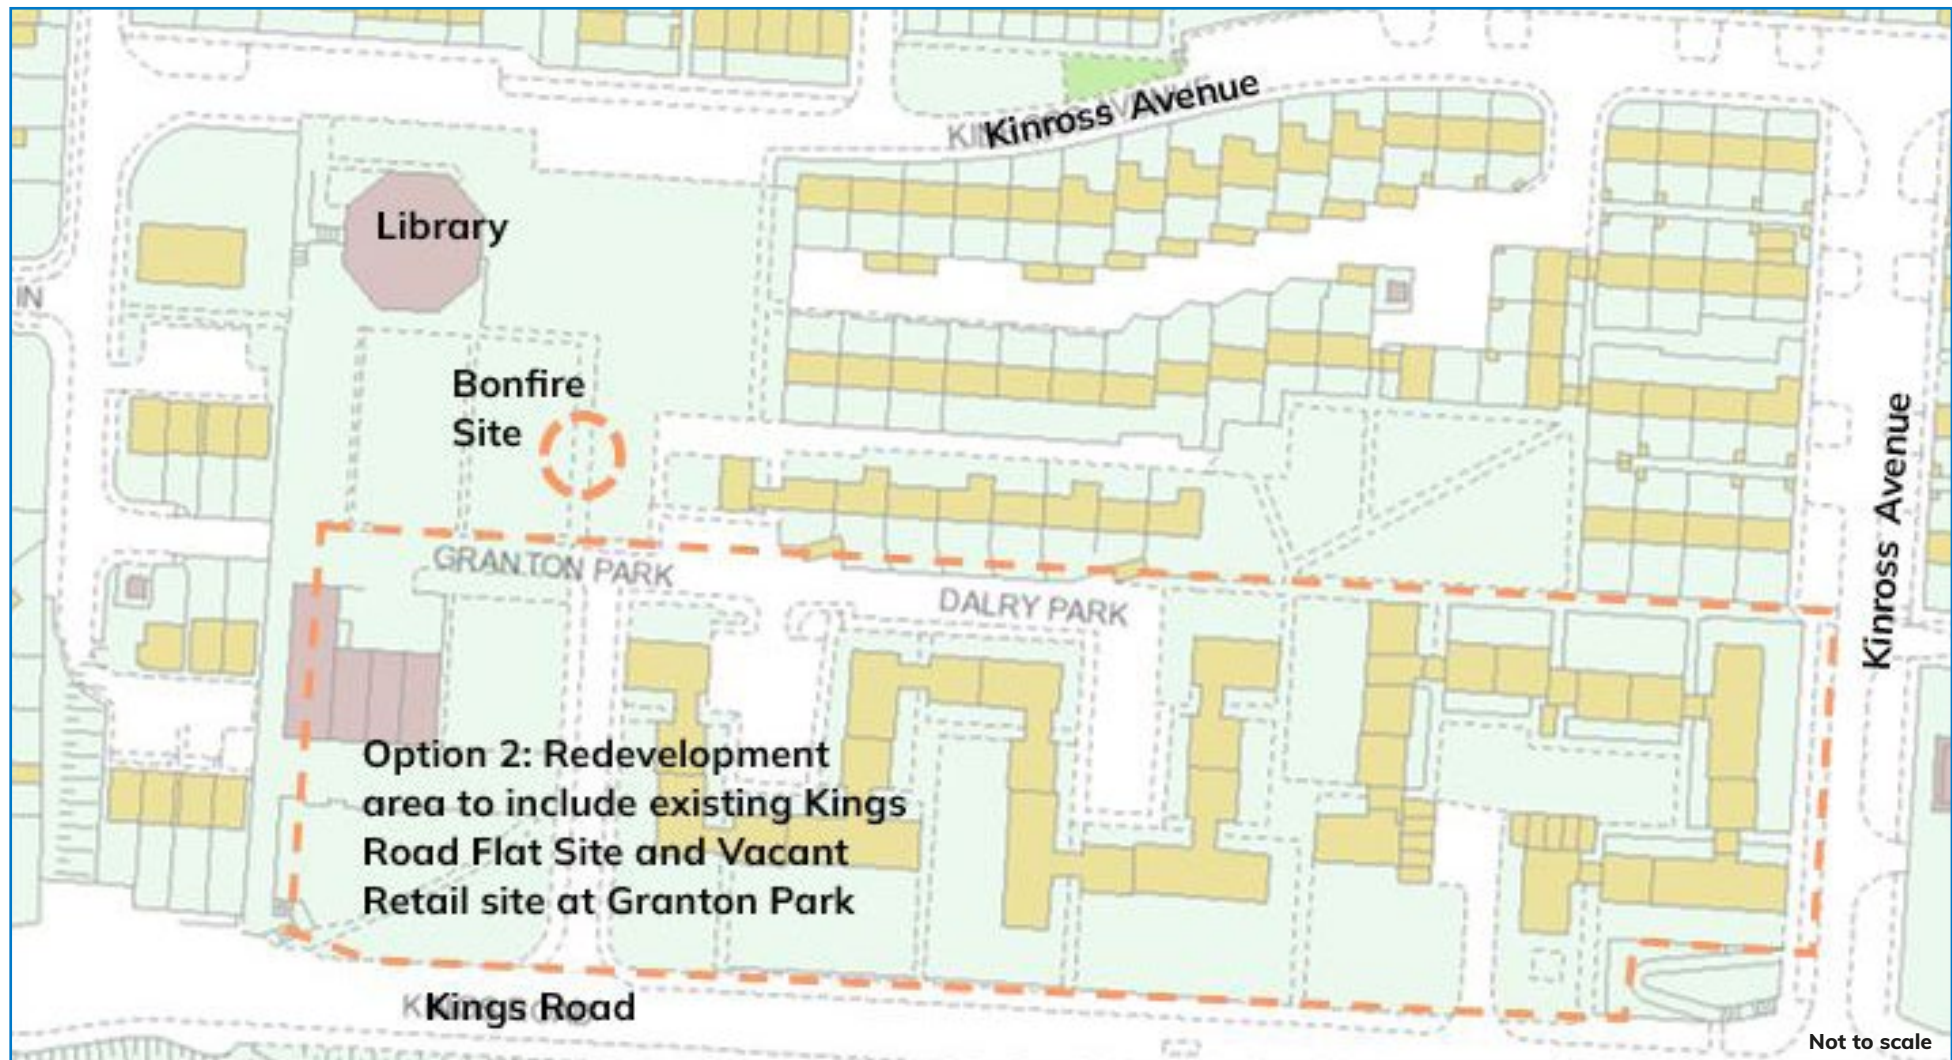 Kinross Avenue
Library
IN
Bonfire
Site
Kinross Avenue
GRANTON PARK
DALRY PARK
Option 2: Redevelopment
area to include existing Kings
Road Flat Site and Vacant
Retail site at Granton Park
Kings Road
Not to scale